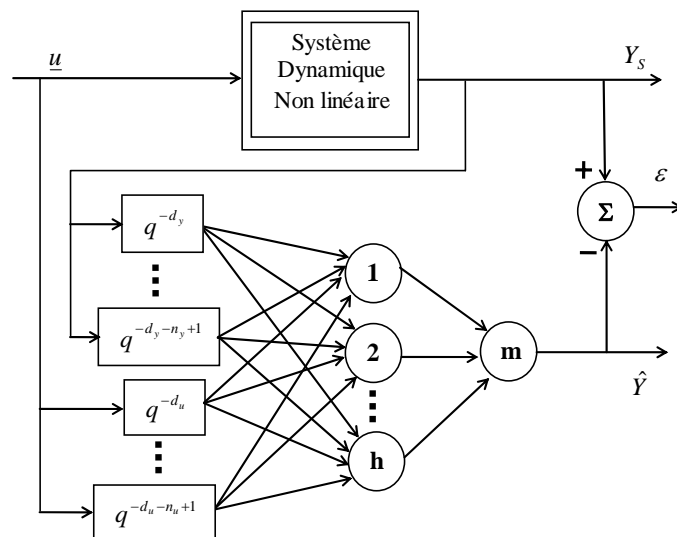 u
Système
Dynamique
Non linéaire
Y_S
+
Σ
ε
−
q^{-d_y}
q^{-d_y-n_y+1}
q^{-d_u}
q^{-d_u-n_u+1}
1
2
h
m
Ŷ